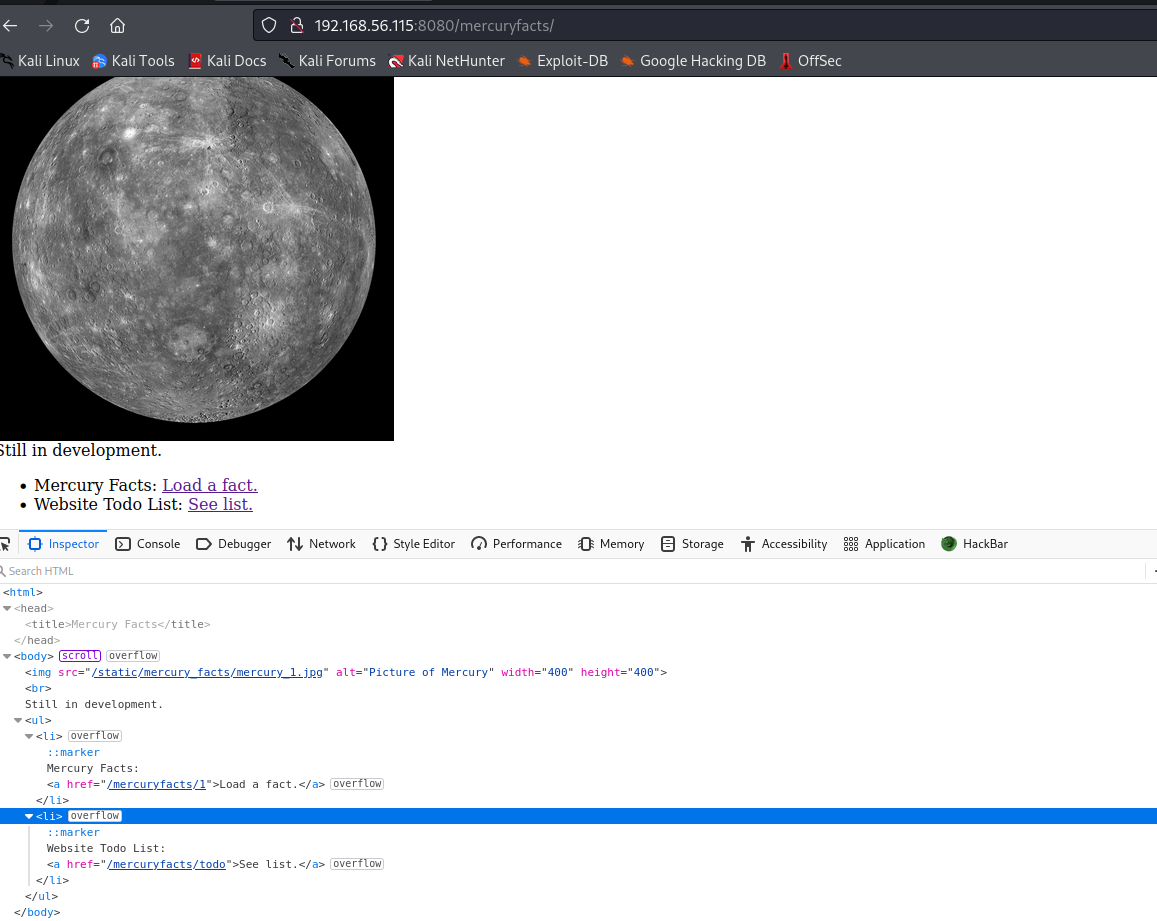 192.168.56.115:8080/mercuryfacts/
Kali Linux Kali Tools Kali Docs Kali Forums Kali NetHunter Exploit-DB Google Hacking DB OffSec
Still in development.
• Mercury Facts: Load a fact.
• Website Todo List: See list.
Inspector Console Debugger Network Style Editor Performance Memory Storage Accessibility Application HackBar
Search HTML
<html>
<head>
<title>Mercury Facts</title>
</head>
<body> scroll overflow
<img src="/static/mercury_facts/mercury_1.jpg" alt="Picture of Mercury" width="400" height="400">
<br>
Still in development.
<ul>
<li> overflow
::marker
Mercury Facts:
<a href="/mercuryfacts/1">Load a fact.</a> overflow
</li>
<li> overflow
::marker
Website Todo List:
<a href="/mercuryfacts/todo">See list.</a> overflow
</li>
</ul>
</body>